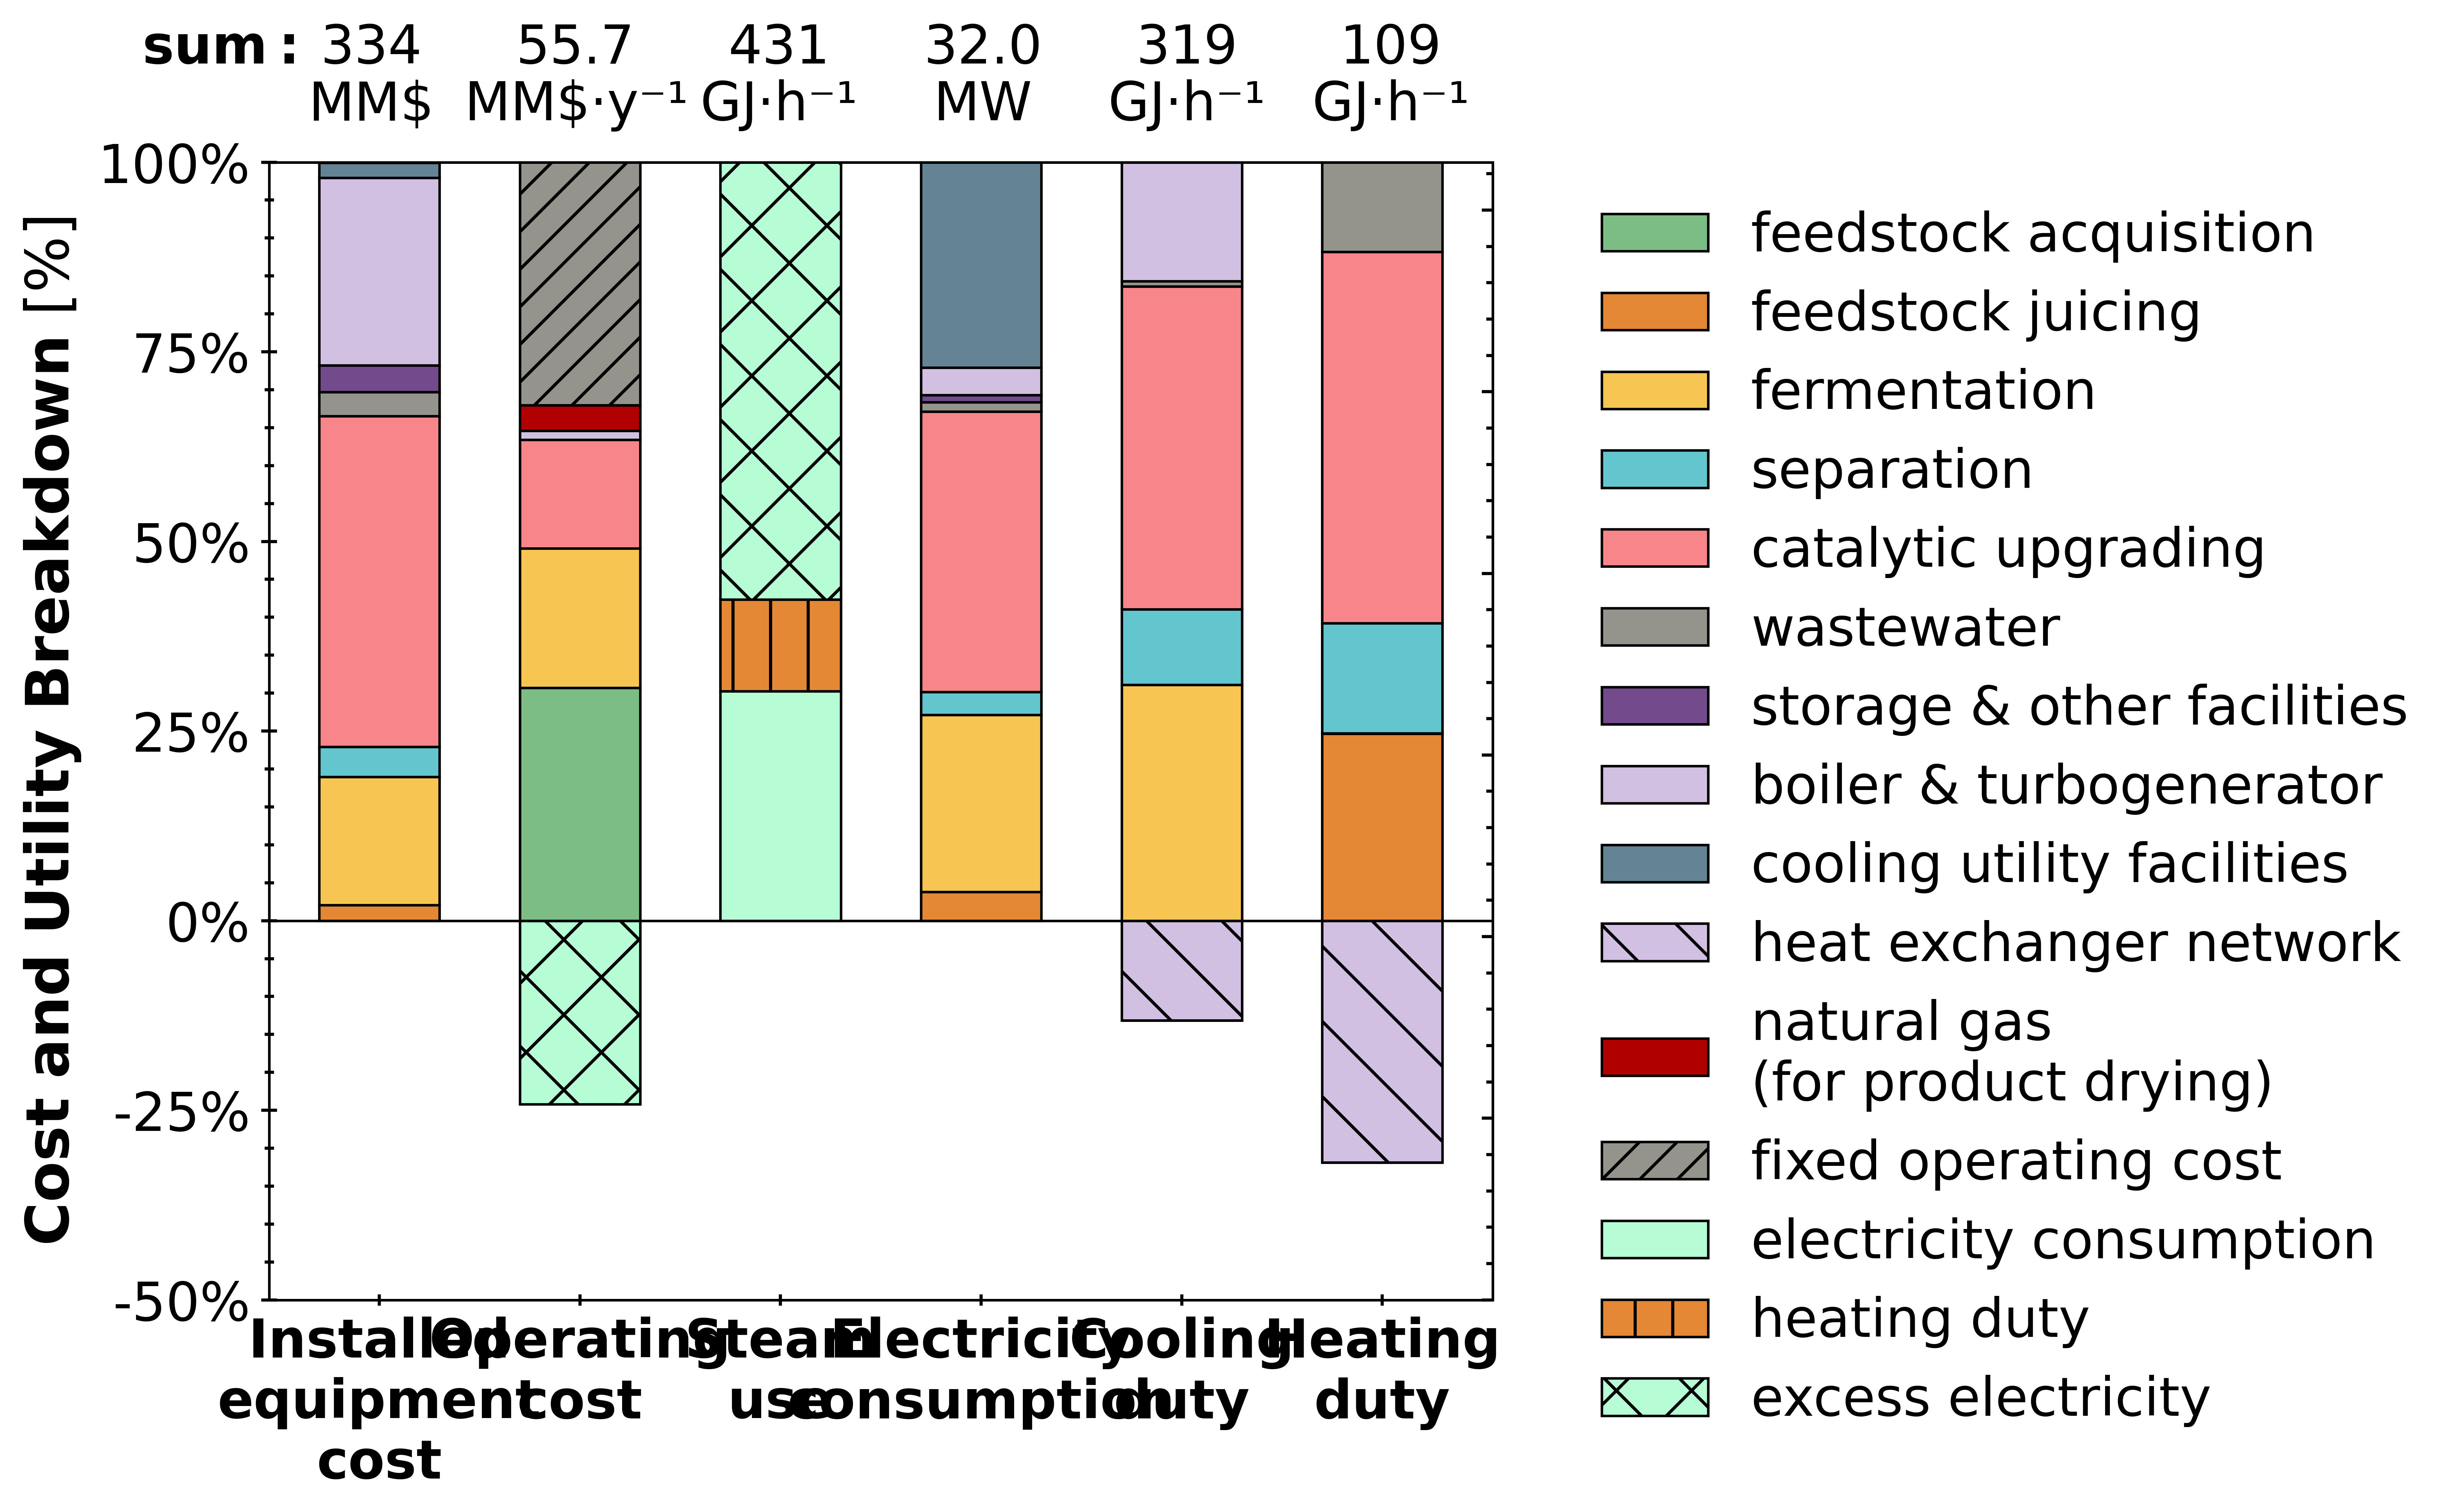 sum : 334 55.7 431 32.0 319 109
MM$ MM$·y⁻¹ GJ·h⁻¹ MW GJ·h⁻¹ GJ·h⁻¹
Cost and Utility Breakdown [%]
100%
75%
50%
25%
0%
-25%
-50%
Installed
equipment
cost
Operating
cost
Steam
use
Electricity
consumption
Cooling
duty
Heating
duty
feedstock acquisition
feedstock juicing
fermentation
separation
catalytic upgrading
wastewater
storage & other facilities
boiler & turbogenerator
cooling utility facilities
heat exchanger network
natural gas
(for product drying)
fixed operating cost
electricity consumption
heating duty
excess electricity